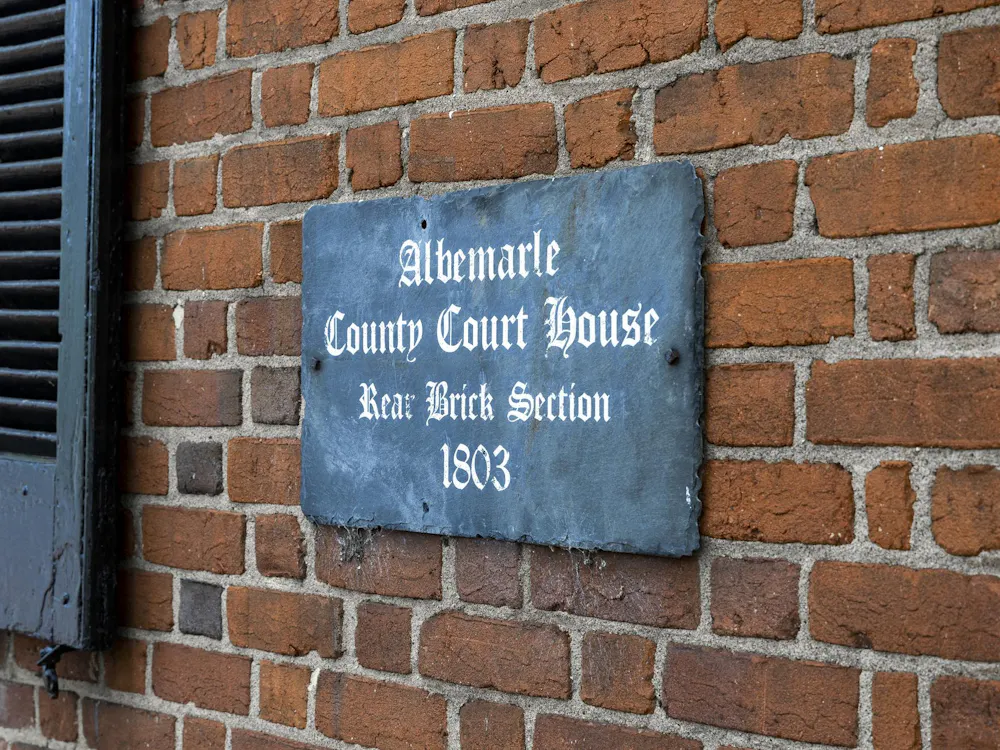 Albemarle
County Court House
Rear Brick Section
1803